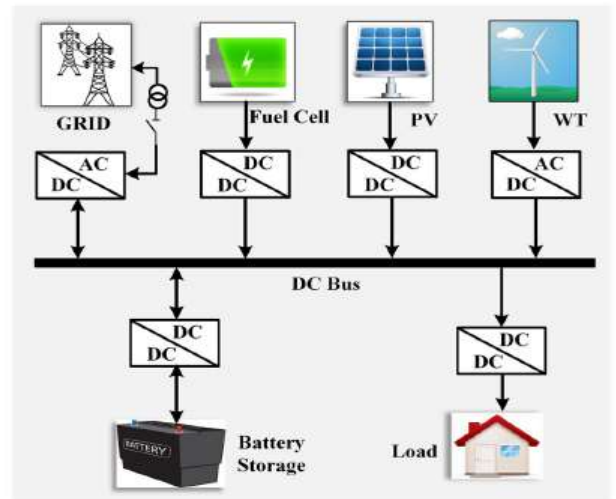 GRID
Fuel Cell
PV
WT
AC
DC
DC
DC
DC
DC
AC
DC
DC Bus
DC
DC
DC
DC
BATTERY
Battery
Storage
Load